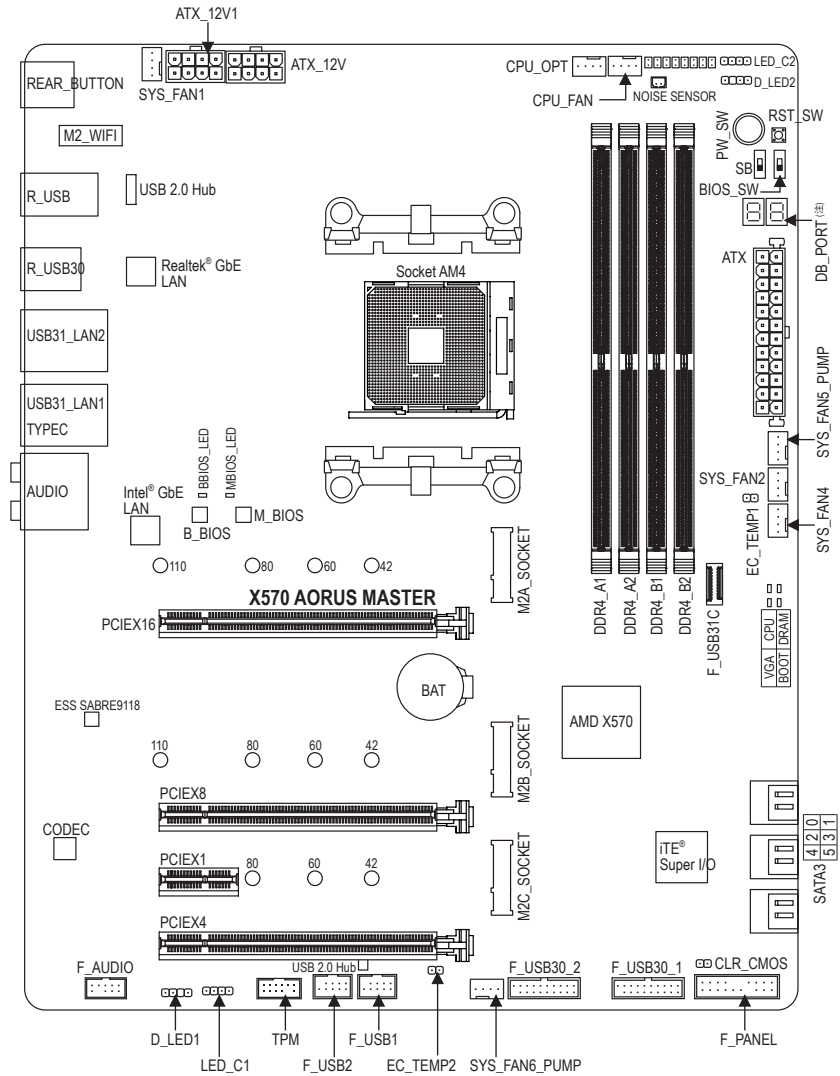 ATX_12V1
ATX_12V
CPU_OPT
LED_C2
D_LED2
REAR_BUTTON
SYS_FAN1
CPU_FAN
NOISE SENSOR
RST_SW
PW_SW
M2_WIFI
SB
BIOS_SW
R_USB
USB 2.0 Hub
DB_PORT(注)
R_USB30
Realtek® GbE
LAN
Socket AM4
ATX
USB31_LAN2
SYS_FAN5_PUMP
USB31_LAN1
TYPEC
BBIOS_LED
MBIOS_LED
AUDIO
Intel® GbE
LAN
B_BIOS
M_BIOS
SYS_FAN2
SYS_FAN4
EC_TEMP1
110
80
60
42
M2A_SOCKET
DDR4_A1
DDR4_A2
DDR4_B1
DDR4_B2
F_USB31C
X570 AORUS MASTER
PCIEX16
CPU
DRAM
VGA
BOOT
BAT
ESS SABRE9118
AMD X570
110
80
60
42
M2B_SOCKET
PCIEX8
CODEC
iTE®
Super I/O
4 2 0
5 3 1
SATA3
PCIEX1
80
60
42
M2C_SOCKET
PCIEX4
F_AUDIO
USB 2.0 Hub
F_USB30_2
F_USB30_1
CLR_CMOS
D_LED1
LED_C1
TPM
F_USB2
F_USB1
EC_TEMP2
SYS_FAN6_PUMP
F_PANEL